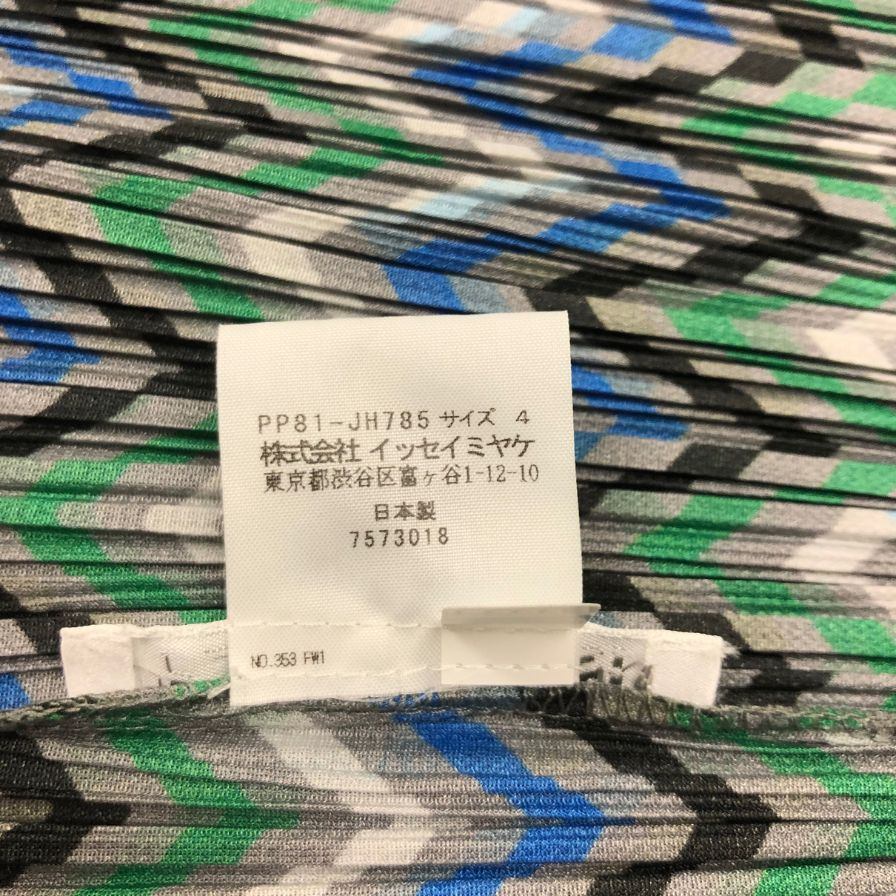 PP81-JH785 サイズ 4
株式会社 イッセイ ミヤケ
東京都渋谷区富ヶ谷1-12-10
日本製
7573018
NO.353 FW1